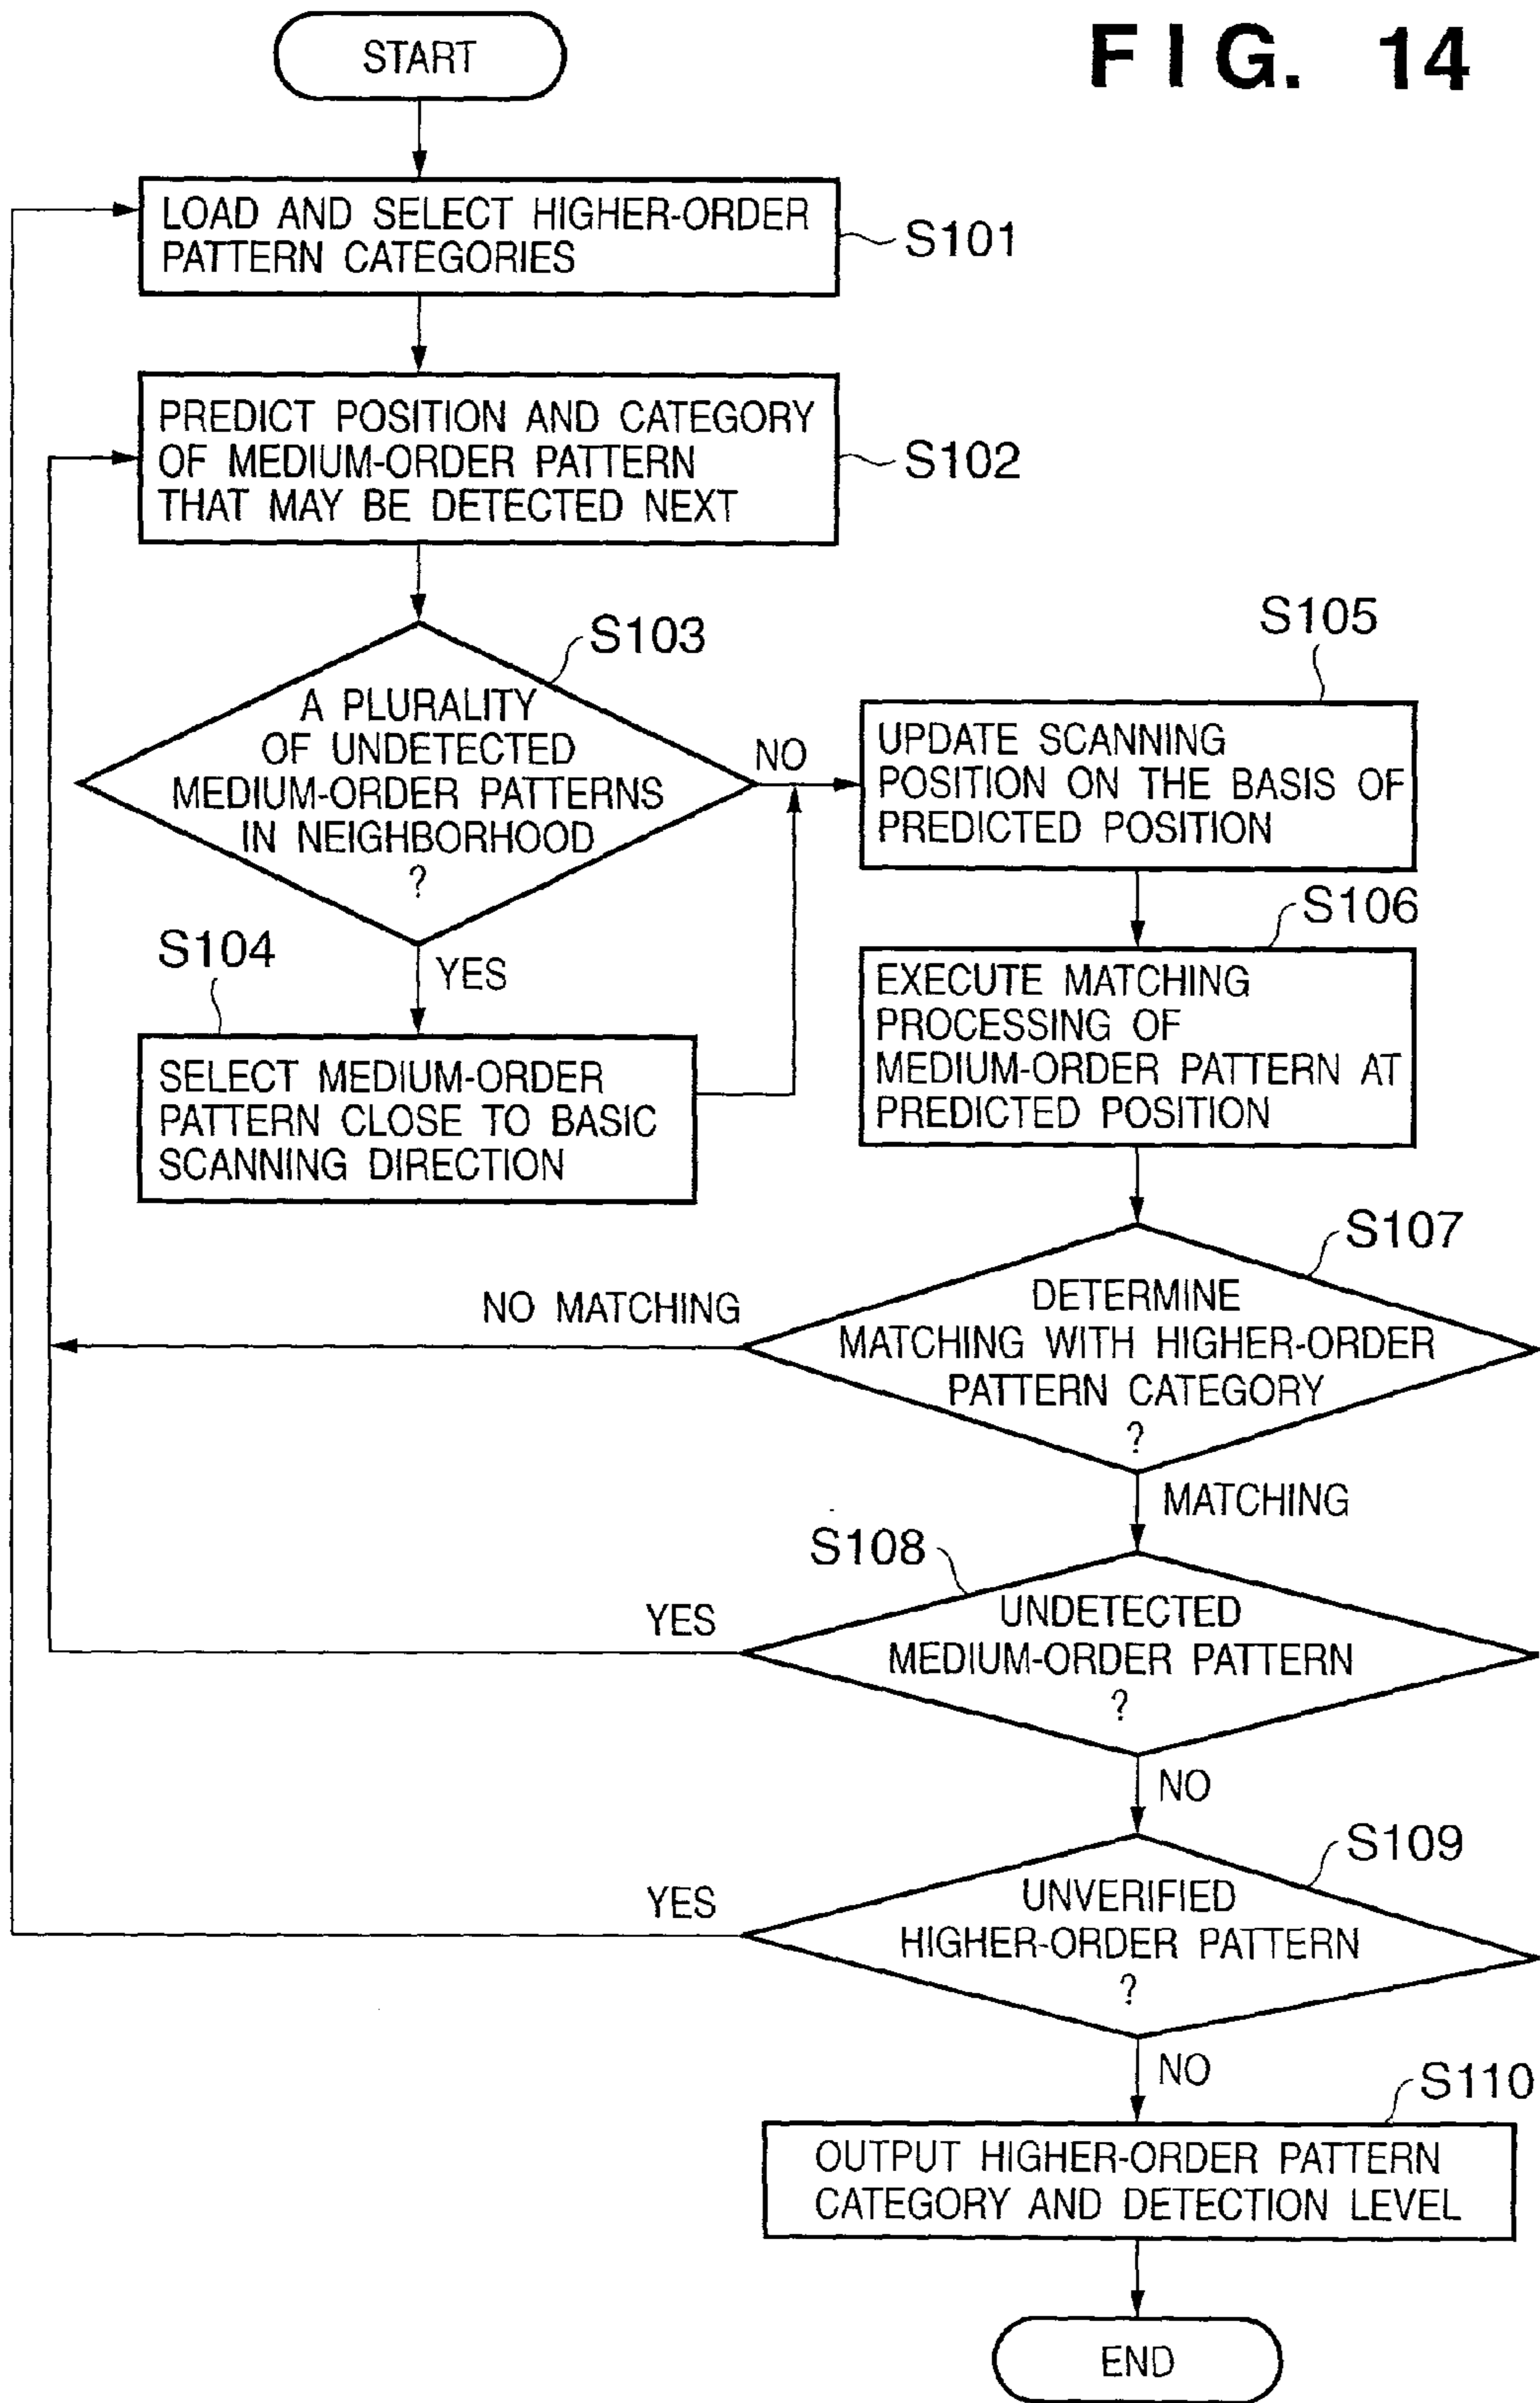 FIG. 14
START
LOAD AND SELECT HIGHER-ORDER
PATTERN CATEGORIES
S101
PREDICT POSITION AND CATEGORY
OF MEDIUM-ORDER PATTERN
THAT MAY BE DETECTED NEXT
S102
S103
A PLURALITY
OF UNDETECTED
MEDIUM-ORDER PATTERNS
IN NEIGHBORHOOD
?
NO
YES
S104
SELECT MEDIUM-ORDER
PATTERN CLOSE TO BASIC
SCANNING DIRECTION
S105
UPDATE SCANNING
POSITION ON THE BASIS OF
PREDICTED POSITION
S106
EXECUTE MATCHING
PROCESSING OF
MEDIUM-ORDER PATTERN AT
PREDICTED POSITION
S107
DETERMINE
MATCHING WITH HIGHER-ORDER
PATTERN CATEGORY
?
NO MATCHING
MATCHING
S108
UNDETECTED
MEDIUM-ORDER PATTERN
?
YES
NO
S109
UNVERIFIED
HIGHER-ORDER PATTERN
?
YES
NO
S110
OUTPUT HIGHER-ORDER PATTERN
CATEGORY AND DETECTION LEVEL
END